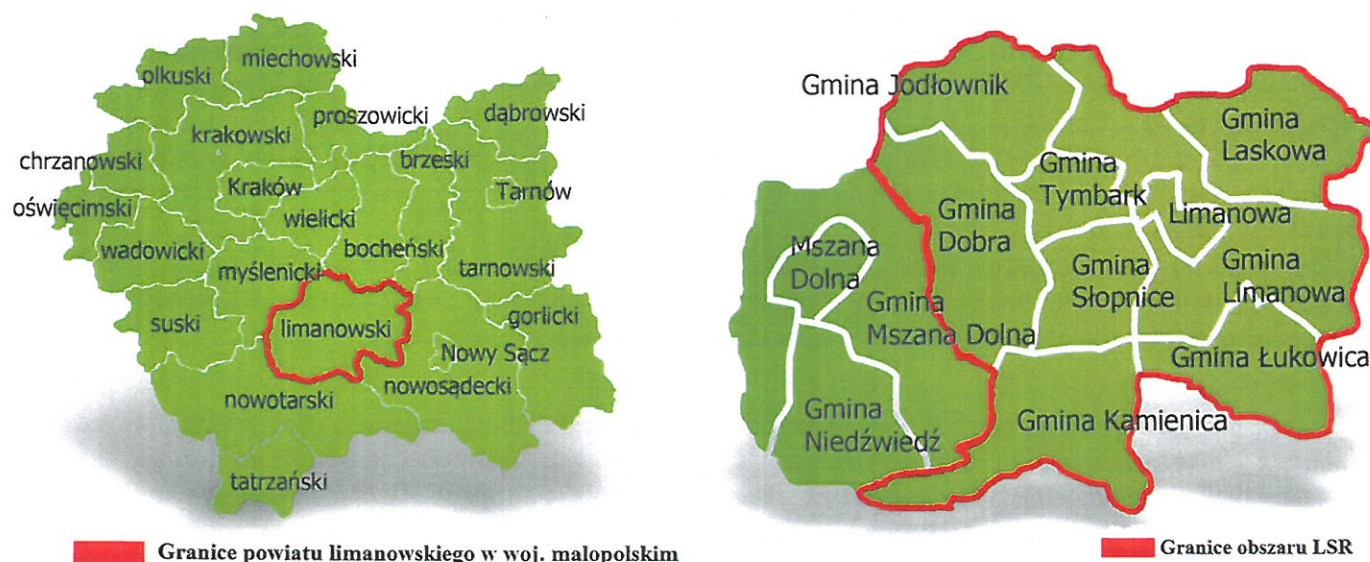 olkuski
miechowski
krakowski
proszowicki
dąbrowski
chrzanowski
brzeski
Kraków
Tarnów
oświęcimski
wielicki
wadowicki
bocheński
myślenicki
tarnowski
suski
limanowski
gorlicki
Nowy Sącz
nowosądecki
nowotarski
tatrzański
Granice powiatu limanowskiego w woj. malopolskim
Gmina Jodłownik
Gmina
Laskowa
Gmina
Tymbark
Limanowa
Gmina
Dobra
Mszana
Dolna
Gmina
Słopnice
Gmina
Limanowa
Gmina
Mszana Dolna
Gmina Łukowica
Gmina
Niedźwiedź
Gmina Kamienica
Granice obszaru LSR